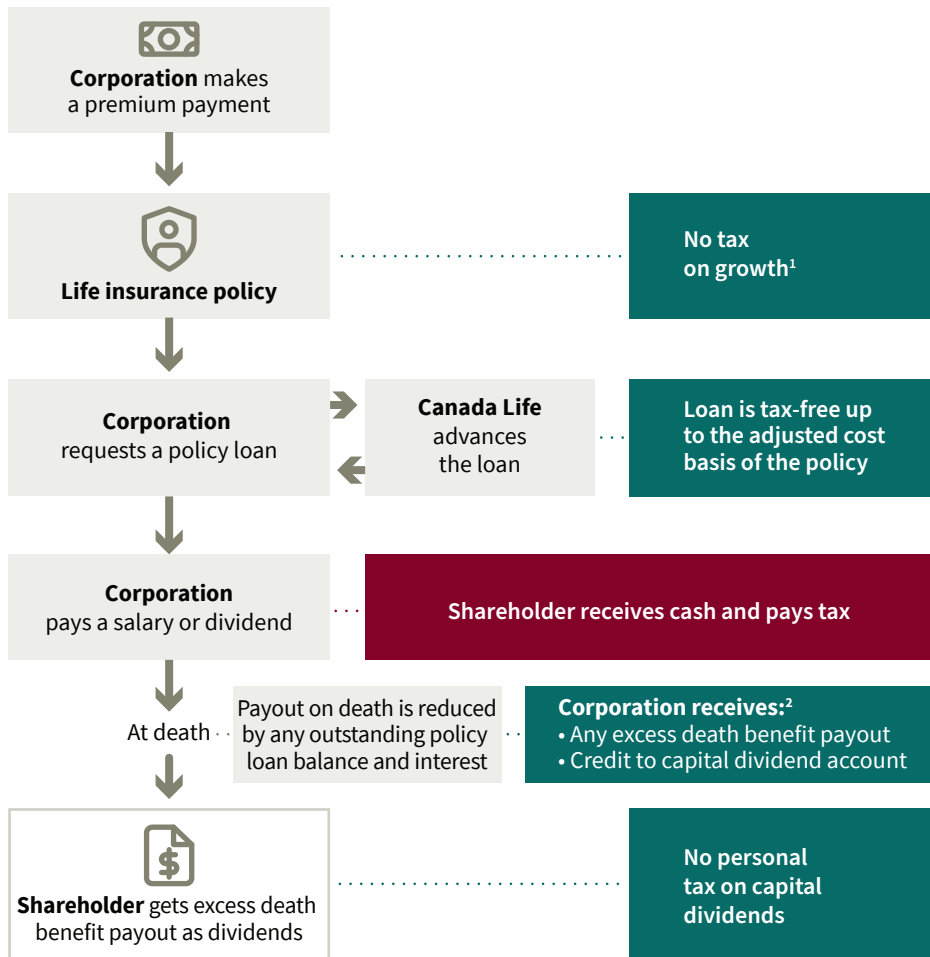 Corporation makes
a premium payment
Life insurance policy
No tax
on growth¹
Corporation
requests a policy loan
Canada Life
advances
the loan
Loan is tax-free up
to the adjusted cost
basis of the policy
Corporation
pays a salary or dividend
Shareholder receives cash and pays tax
At death
Payout on death is reduced
by any outstanding policy
loan balance and interest
Corporation receives:²
• Any excess death benefit payout
• Credit to capital dividend account
$
Shareholder gets excess death
benefit payout as dividends
No personal
tax on capital
dividends